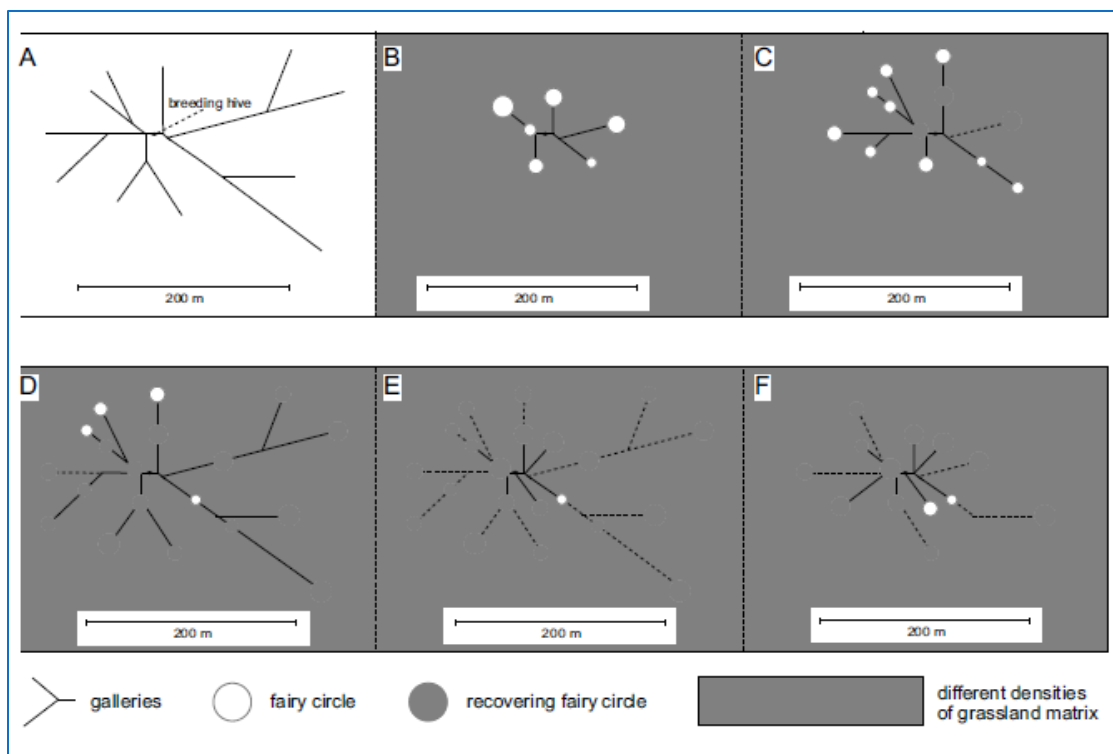 A
B
C
breeding hive
200 m
200 m
200 m
D
E
F
200 m
200 m
200 m
galleries
fairy circle
recovering fairy circle
different densities
of grassland matrix